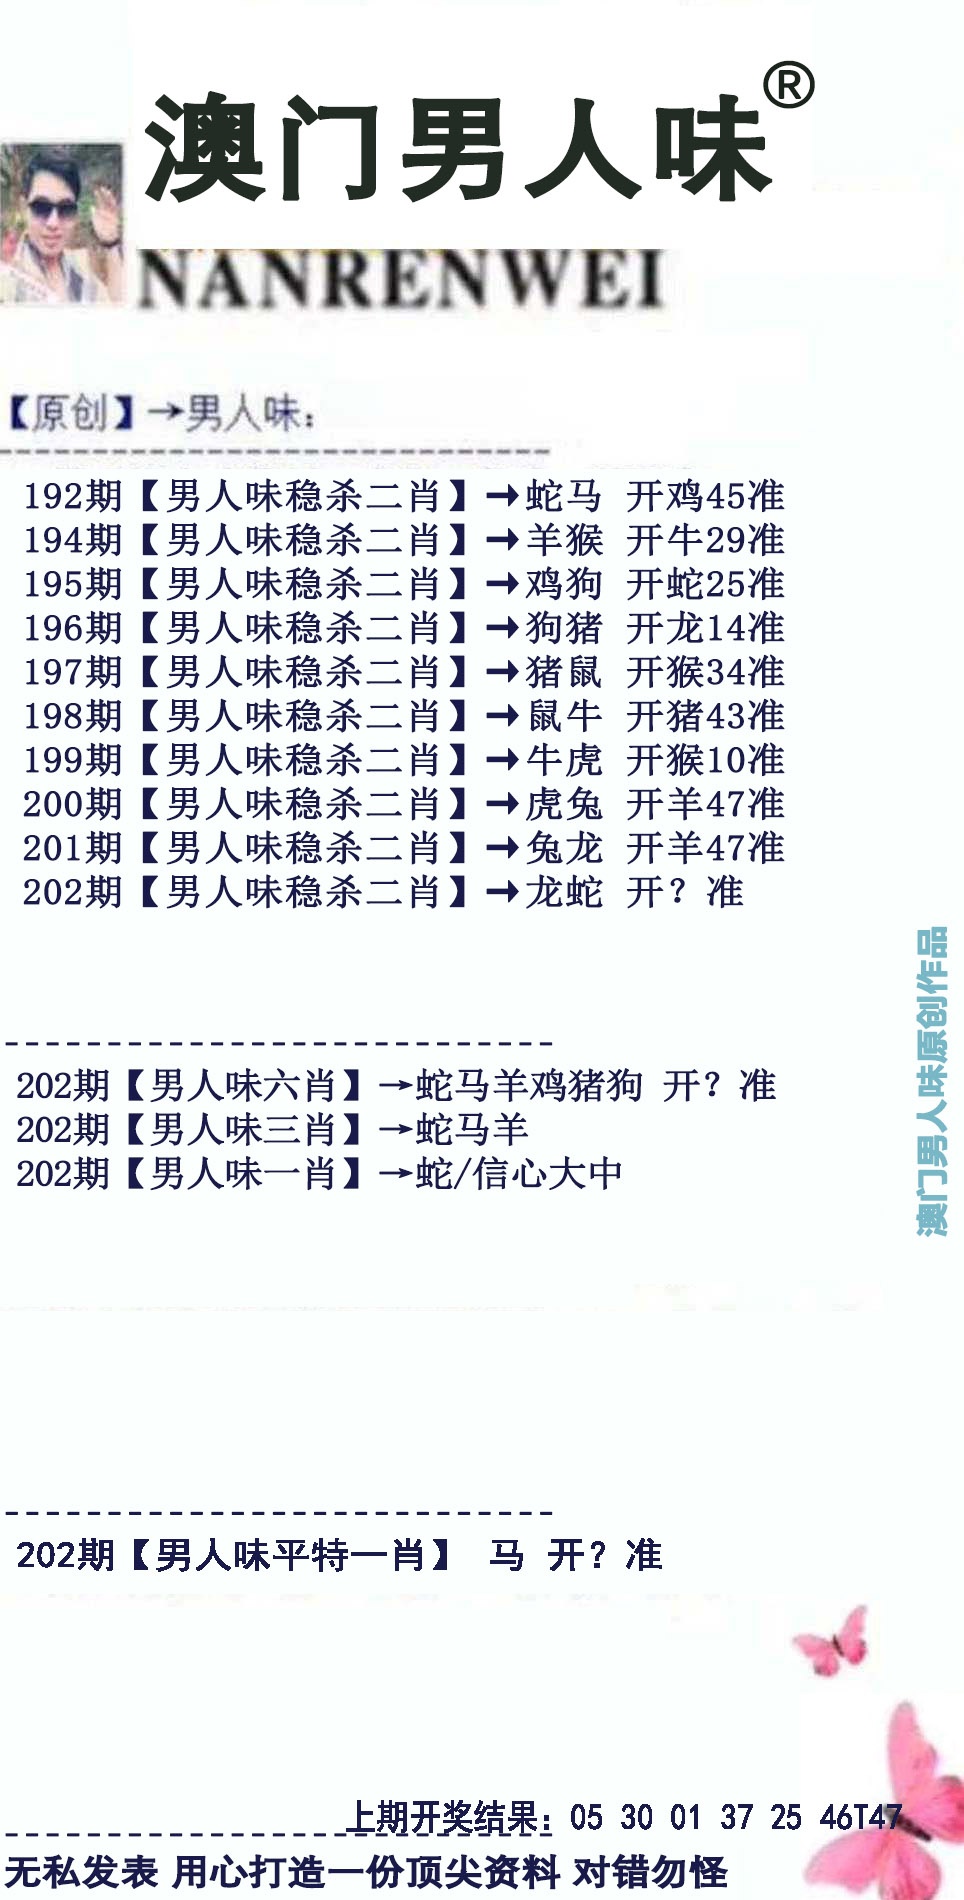 澳门男人味®
NANRENWEI
【原创】→男人味：
192期【男人味稳杀二肖】→蛇马 开鸡45准
194期【男人味稳杀二肖】→羊猴 开牛29准
195期【男人味稳杀二肖】→鸡狗 开蛇25准
196期【男人味稳杀二肖】→狗猪 开龙14准
197期【男人味稳杀二肖】→猪鼠 开猴34准
198期【男人味稳杀二肖】→鼠牛 开猪43准
199期【男人味稳杀二肖】→牛虎 开猴10准
200期【男人味稳杀二肖】→虎兔 开羊47准
201期【男人味稳杀二肖】→兔龙 开羊47准
202期【男人味稳杀二肖】→龙蛇 开？准
澳门男人味原创作品
202期【男人味六肖】→蛇马羊鸡猪狗 开？准
202期【男人味三肖】→蛇马羊
202期【男人味一肖】→蛇/信心大中
202期【男人味平特一肖】 马 开？准
上期开奖结果：05 30 01 37 25 46T47
无私发表 用心打造一份顶尖资料 对错勿怪